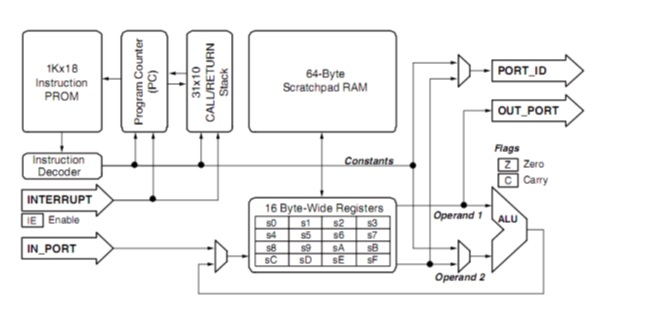 1Kx18
Instruction
PROM
Program Counter
(PC)
31x10
CALL/RETURN
Stack
64-Byte
Scratchpad RAM
PORT_ID
OUT_PORT
Instruction
Decoder
Constants
Flags
Z Zero
C Carry
INTERRUPT
IE Enable
IN_PORT
16 Byte-Wide Registers
s0 s1 s2 s3
s4 s5 s6 s7
s8 s9 sA sB
sC sD sE sF
Operand 1
ALU
Operand 2